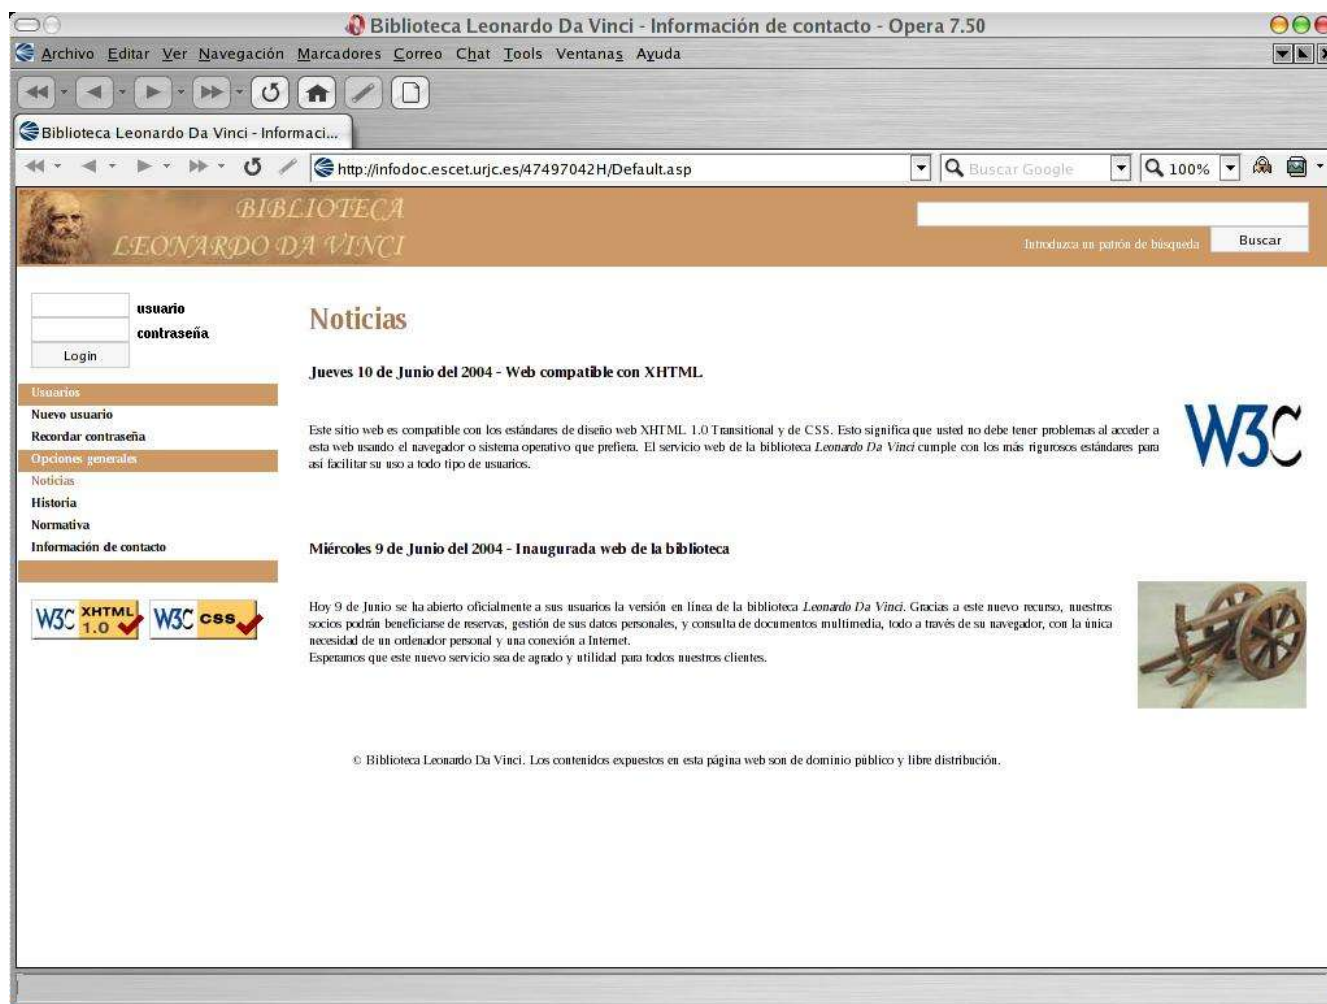 Biblioteca Leonardo Da Vinci - Información de contacto - Opera 7.50
Archivo Editar Ver Navegación Marcadores Correo Chat Tools Ventanas Ayuda
Biblioteca Leonardo Da Vinci - Informaci...
http://infodoc.escet.urjc.es/47497042H/Default.asp
Buscar Google
100%
BIBLIOTECA
LEONARDO DA VINCI
Introduzca un patrón de búsqueda
Buscar
usuario
contraseña
Login
Usuarios
Nuevo usuario
Recordar contraseña
Opciones generales
Noticias
Historia
Normativa
Información de contacto
W3C XHTML 1.0
W3C css
Noticias
Jueves 10 de Junio del 2004 - Web compatible con XHTML
Este sitio web es compatible con los estándares de diseño web XHTML 1.0 Transitional y de CSS. Esto significa que usted no debe tener problemas al acceder a
esta web usando el navegador o sistema operativo que prefiera. El servicio web de la biblioteca Leonardo Da Vinci cumple con los más rigurosos estándares para
así facilitar su uso a todo tipo de usuarios.
W3C
Miércoles 9 de Junio del 2004 - Inaugurada web de la biblioteca
Hoy 9 de Junio se ha abierto oficialmente a sus usuarios la versión en línea de la biblioteca Leonardo Da Vinci. Gracias a este nuevo recurso, nuestros
socios podrán beneficiarse de reservas, gestión de sus datos personales, y consulta de documentos multimedia, todo a través de su navegador, con la única
necesidad de un ordenador personal y una conexión a Internet.
Esperamos que este nuevo servicio sea de agrado y utilidad para todos nuestros clientes.
© Biblioteca Leonardo Da Vinci. Los contenidos expuestos en esta página web son de dominio público y libre distribución.